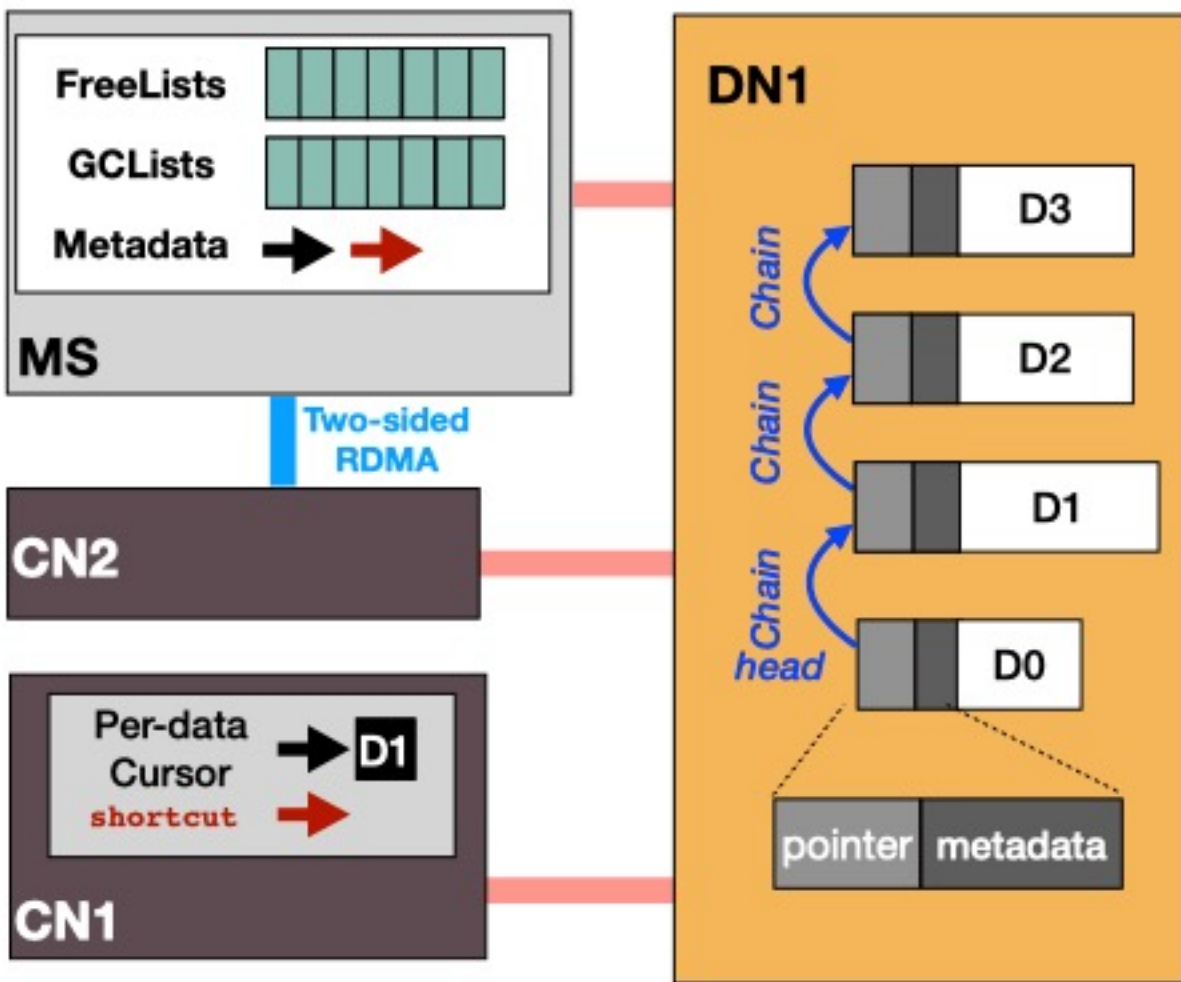 FreeLists
GCLists
Metadata
MS
Two-sided
RDMA
CN2
Per-data
Cursor
D1
shortcut
CN1
DN1
D3
Chain
D2
Chain
D1
Chain
head
D0
pointer
metadata